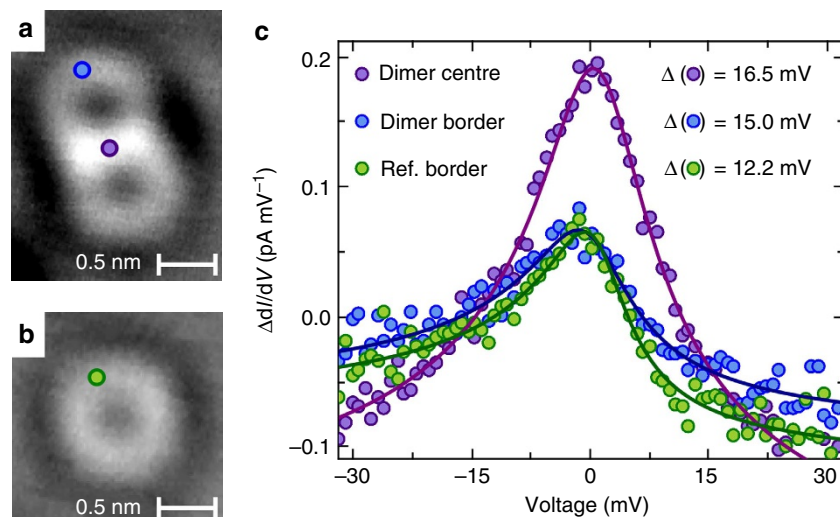 a
0.5 nm
b
0.5 nm
c
ΔdI/dV (pA mV⁻¹)
0.2
0.1
0.0
–0.1
Dimer centre Δ( ) = 16.5 mV
Dimer border Δ( ) = 15.0 mV
Ref. border Δ( ) = 12.2 mV
–30 –15 0 15 30
Voltage (mV)